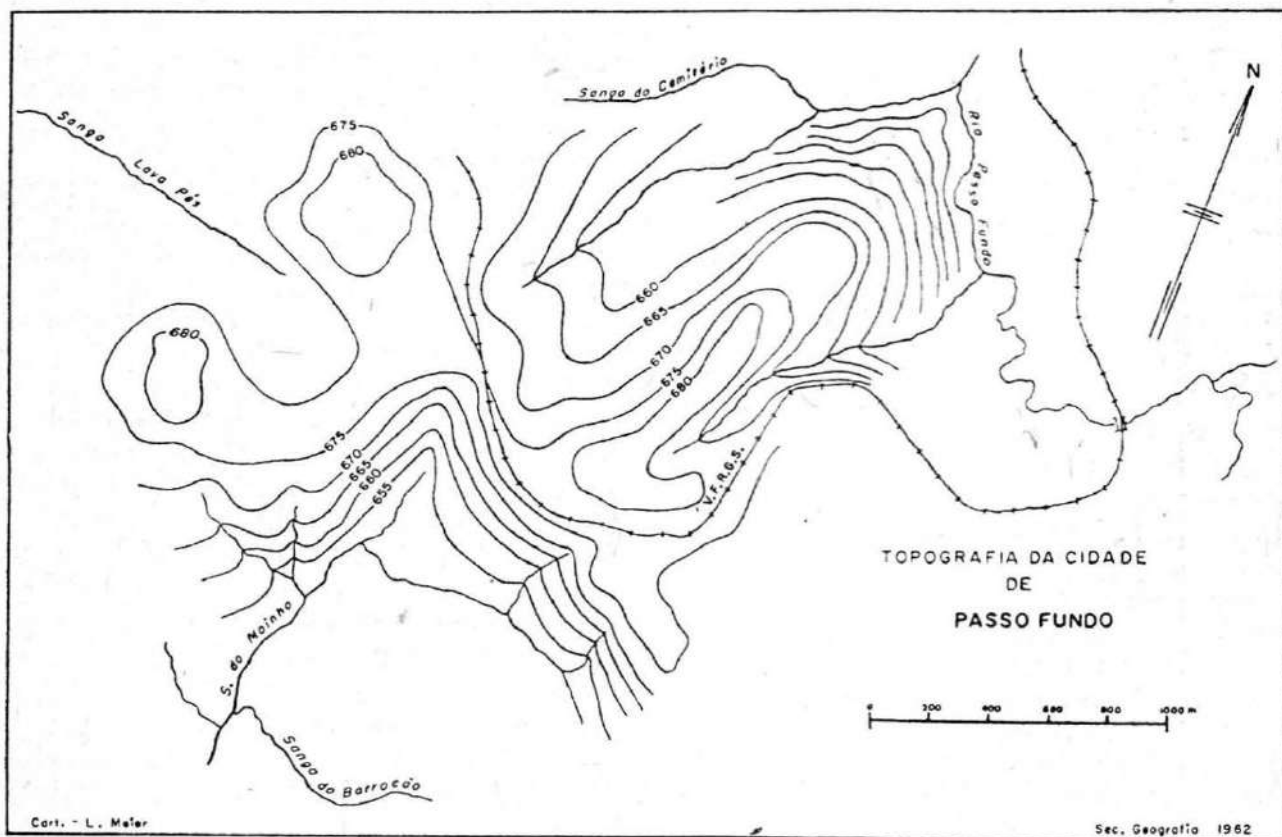 Sanga do Cemitério
N
Sanga Lava Pés
675
680
Rio Passo Fundo
660
665
680
670
675
680
675
670
665
660
655
V.F.R.G.S.
TOPOGRAFIA DA CIDADE
DE
PASSO FUNDO
S. do Moinho
0 200 400 600 800 1000 m
Sanga do Barrocão
Cart. - L. Meier
Sec. Geografia 1962